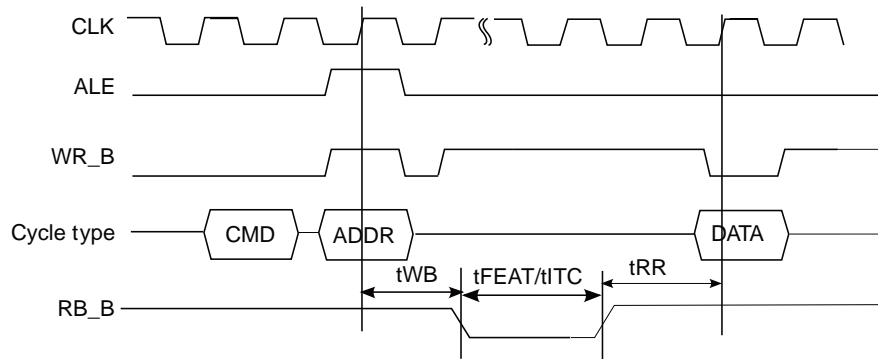 CLK
ALE
WR_B
Cycle type CMD ADDR DATA
tWB tFEAT/tITC tRR
RB_B